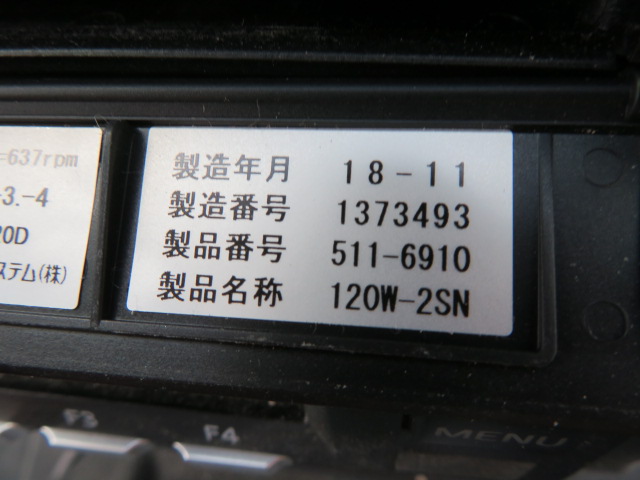 =637rpm
3.-4
20D
ステム(株)
製造年月 18-11
製造番号 1373493
製品番号 511-6910
製品名称 120W-2SN
F3
F4
MENU